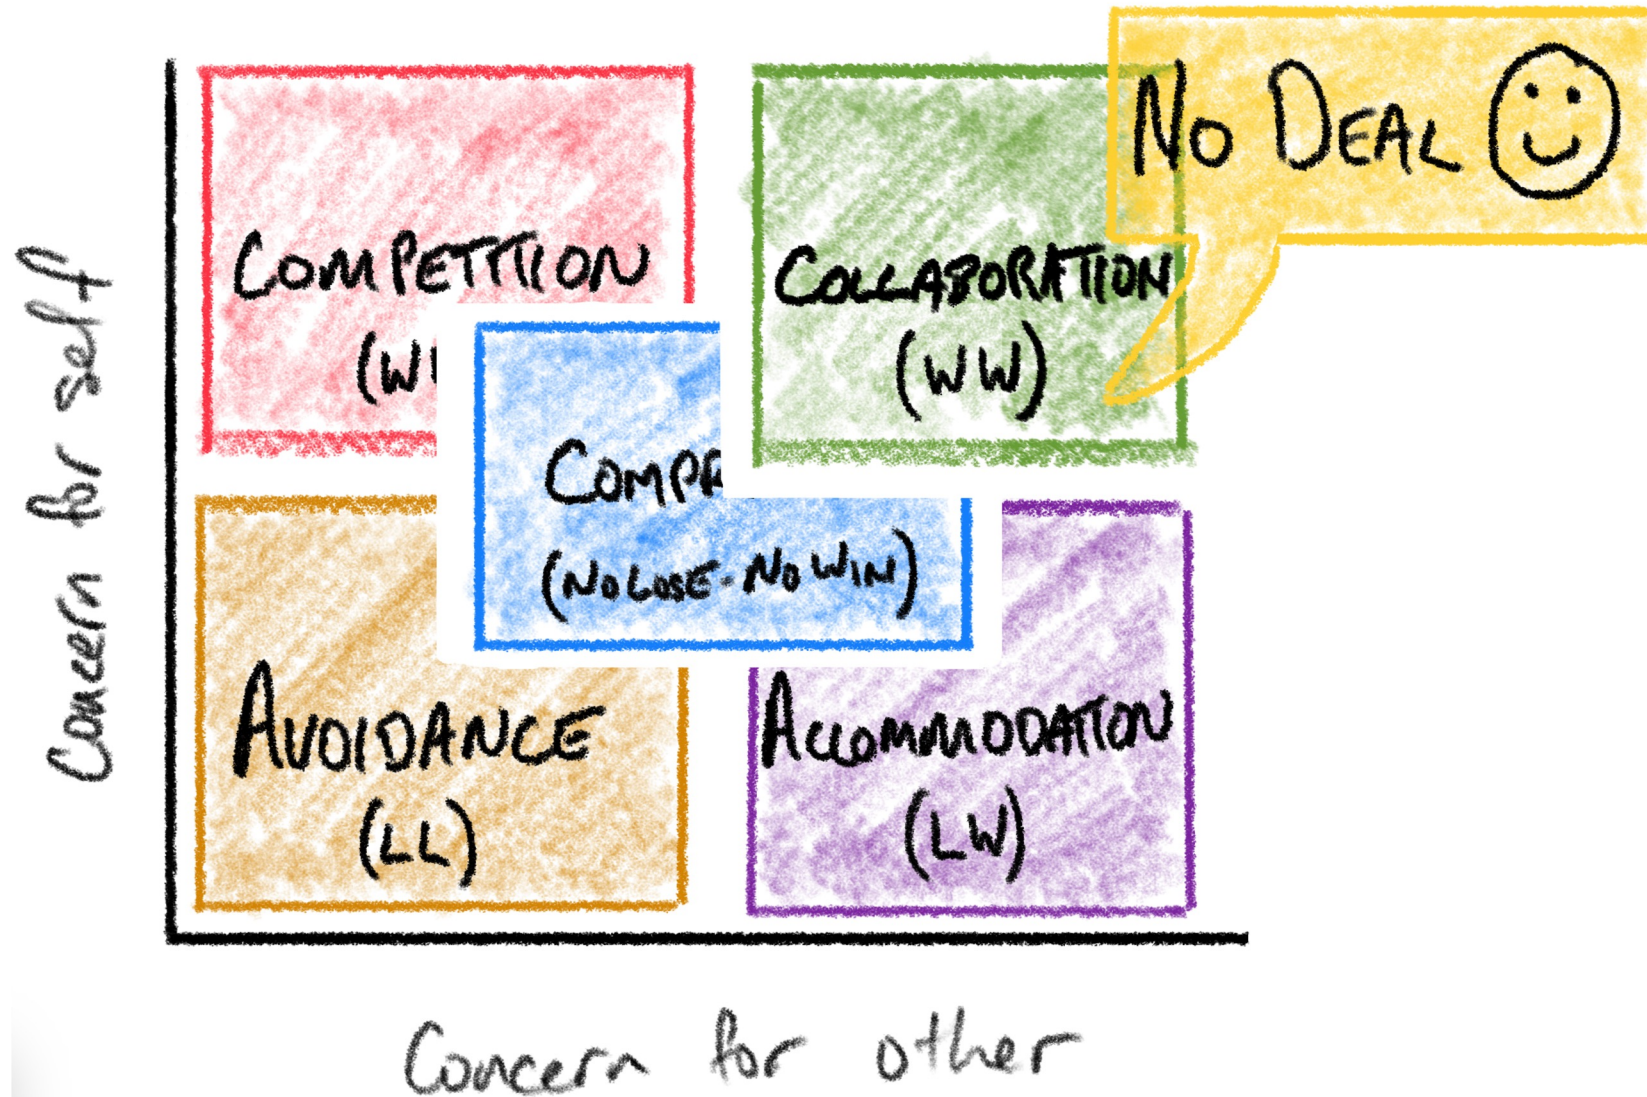 No Deal
Competition
(W
Collaboration
(WW)
Comp
(No Lose - No Win)
Avoidance
(LL)
Accommodation
(LW)
Concern for self
Concern for other